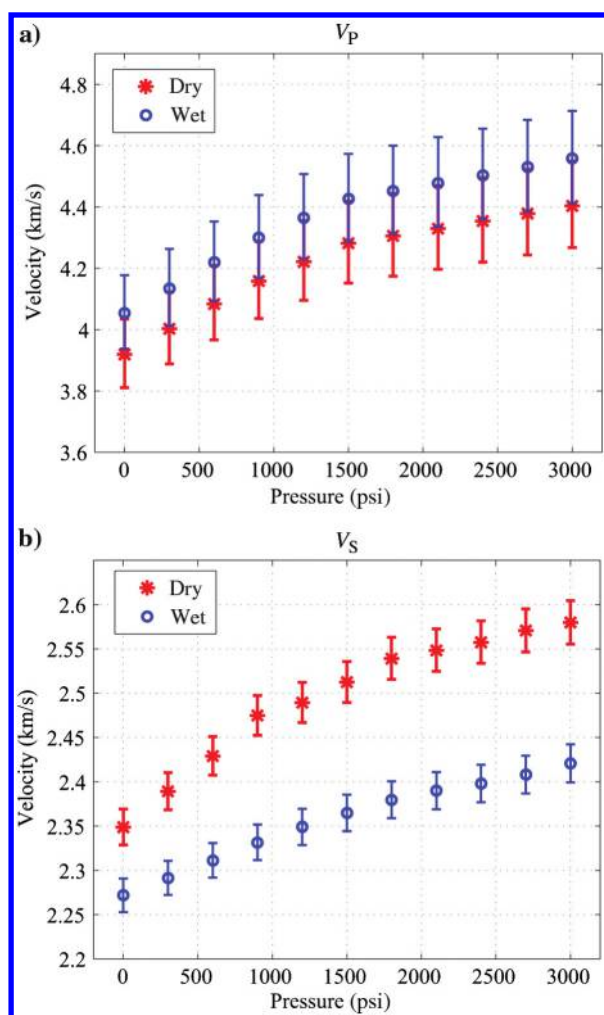 a)
V_P
Dry
Wet
4.8
4.6
4.4
4.2
4
3.8
3.6
Velocity (km/s)
0 500 1000 1500 2000 2500 3000
Pressure (psi)
b)
V_S
Dry
Wet
2.6
2.55
2.5
2.45
2.4
2.35
2.3
2.25
2.2
Velocity (km/s)
0 500 1000 1500 2000 2500 3000
Pressure (psi)